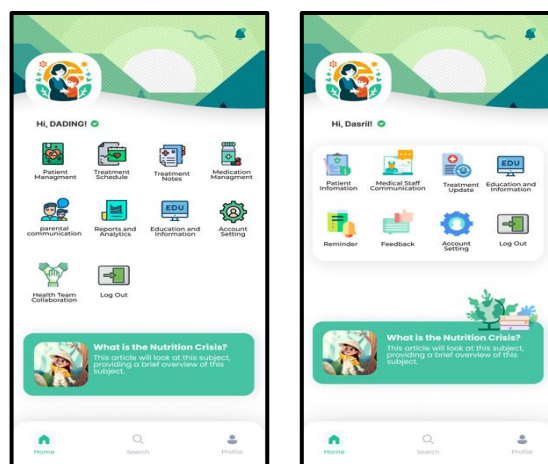 Hi, DADING!
Patient
Managment
Treatment
Schedule
Treatment
Notes
Medication
Managment
parental
communication
Reports and
Analytics
EDU
Education and
Information
Account
Setting
Health Team
Collaboration
Log Out
What is the Nutrition Crisis?
This article will look at this subject,
providing a brief overview of this
subject.
Home
Search
Profile
Hi, Dasril!
Patient
Infomation
Medical Staff
Communication
Treatment
Update
EDU
Education and
Information
Reminder
Feedback
Account
Setting
Log Out
What is the Nutrition Crisis?
This article will look at this subject,
providing a brief overview of this
subject.
Home
Search
Profile